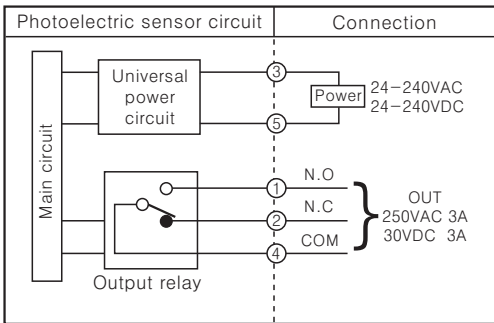 Photoelectric sensor circuit
Connection
Main circuit
Universal
power
circuit
3
5
Power
24-240VAC
24-240VDC
Output relay
1
N.O
2
N.C
4
COM
OUT
250VAC 3A
30VDC 3A